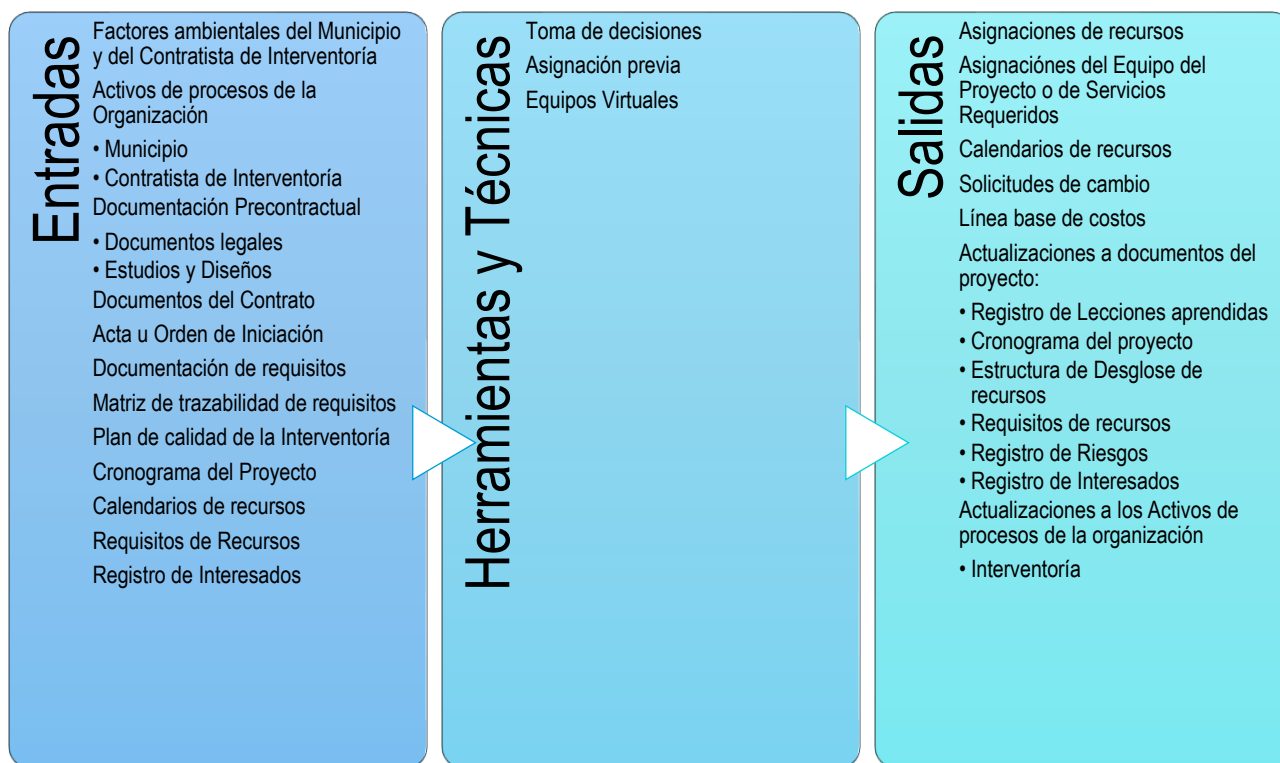 Entradas
Factores ambientales del Municipio
y del Contratista de Interventoría
Activos de procesos de la
Organización
• Municipio
• Contratista de Interventoría
Documentación Precontractual
• Documentos legales
• Estudios y Diseños
Documentos del Contrato
Acta u Orden de Iniciación
Documentación de requisitos
Matriz de trazabilidad de requisitos
Plan de calidad de la Interventoría
Cronograma del Proyecto
Calendarios de recursos
Requisitos de Recursos
Registro de Interesados
Herramientas y Técnicas
Toma de decisiones
Asignación previa
Equipos Virtuales
Salidas
Asignaciones de recursos
Asignaciónes del Equipo del
Proyecto o de Servicios
Requeridos
Calendarios de recursos
Solicitudes de cambio
Línea base de costos
Actualizaciones a documentos del
proyecto:
• Registro de Lecciones aprendidas
• Cronograma del proyecto
• Estructura de Desglose de
recursos
• Requisitos de recursos
• Registro de Riesgos
• Registro de Interesados
Actualizaciones a los Activos de
procesos de la organización
• Interventoría